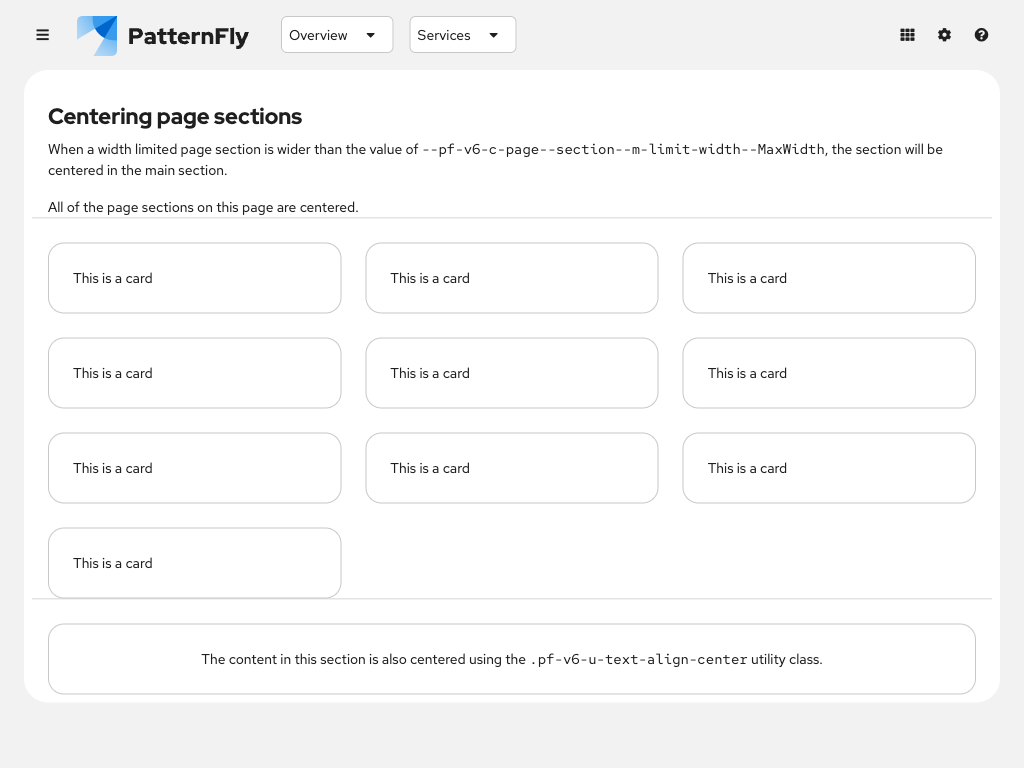 PatternFly
Overview
Services
Centering page sections
When a width limited page section is wider than the value of --pf-v6-c-page--section--m-limit-width--MaxWidth, the section will be
centered in the main section.
All of the page sections on this page are centered.
This is a card
This is a card
This is a card
This is a card
This is a card
This is a card
This is a card
This is a card
This is a card
This is a card
The content in this section is also centered using the .pf-v6-u-text-align-center utility class.